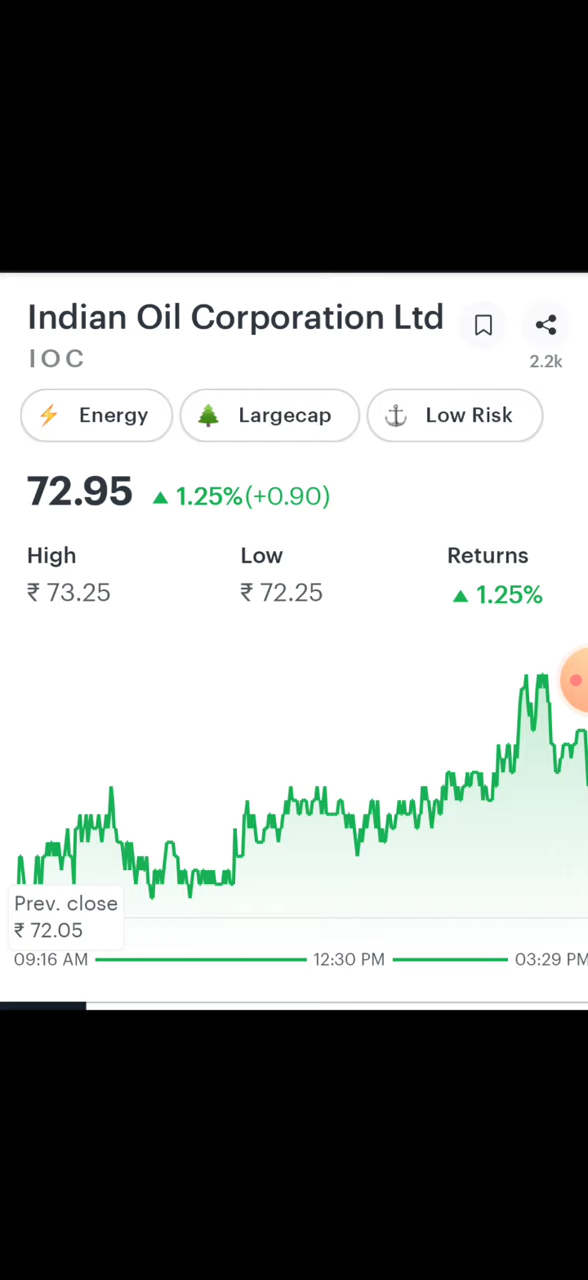 Indian Oil Corporation Ltd
IOC
2.2k
Energy
Largecap
Low Risk
72.95 ▲ 1.25%(+0.90)
High
Low
Returns
₹ 73.25
₹ 72.25
▲ 1.25%
Prev. close
₹ 72.05
09:16 AM
12:30 PM
03:29 PM